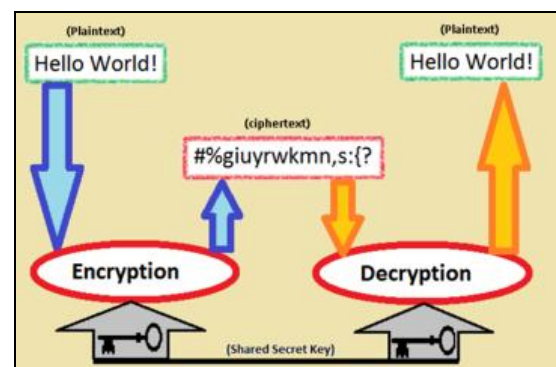 (Plaintext)
Hello World!
(Plaintext)
Hello World!
(ciphertext)
#%giuyrwkmn,s:{?
Encryption
Decryption
(Shared Secret Key)